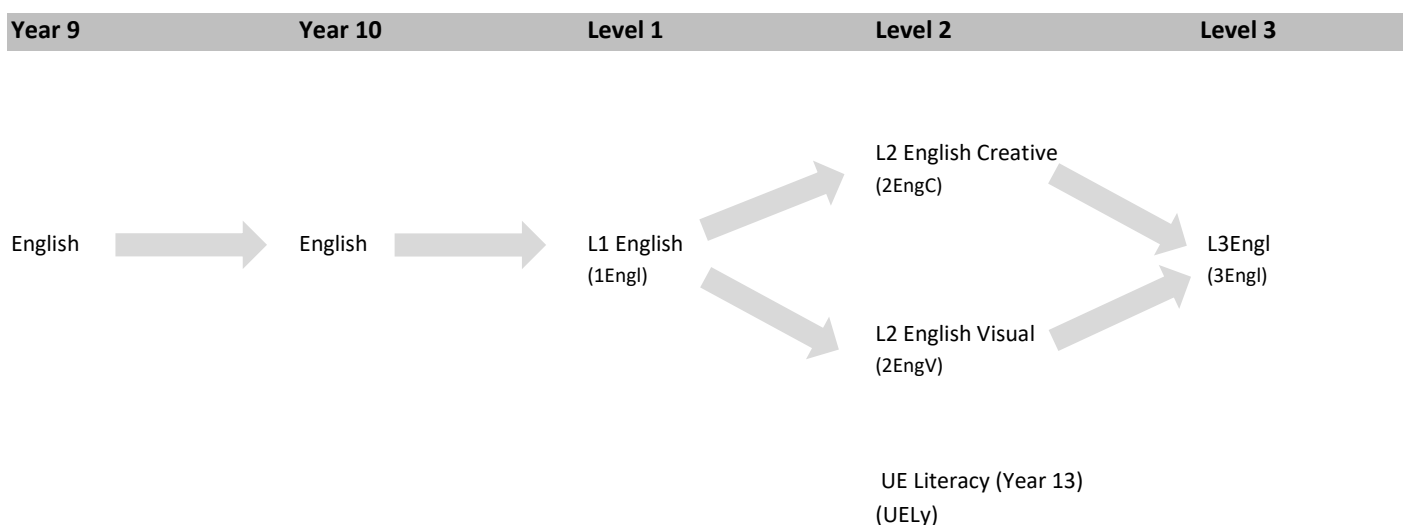 Year 9 Year 10 Level 1 Level 2 Level 3
L2 English Creative
(2EngC)
English English L1 English L3Engl
(1Engl) (3Engl)
L2 English Visual
(2EngV)
UE Literacy (Year 13)
(UELy)